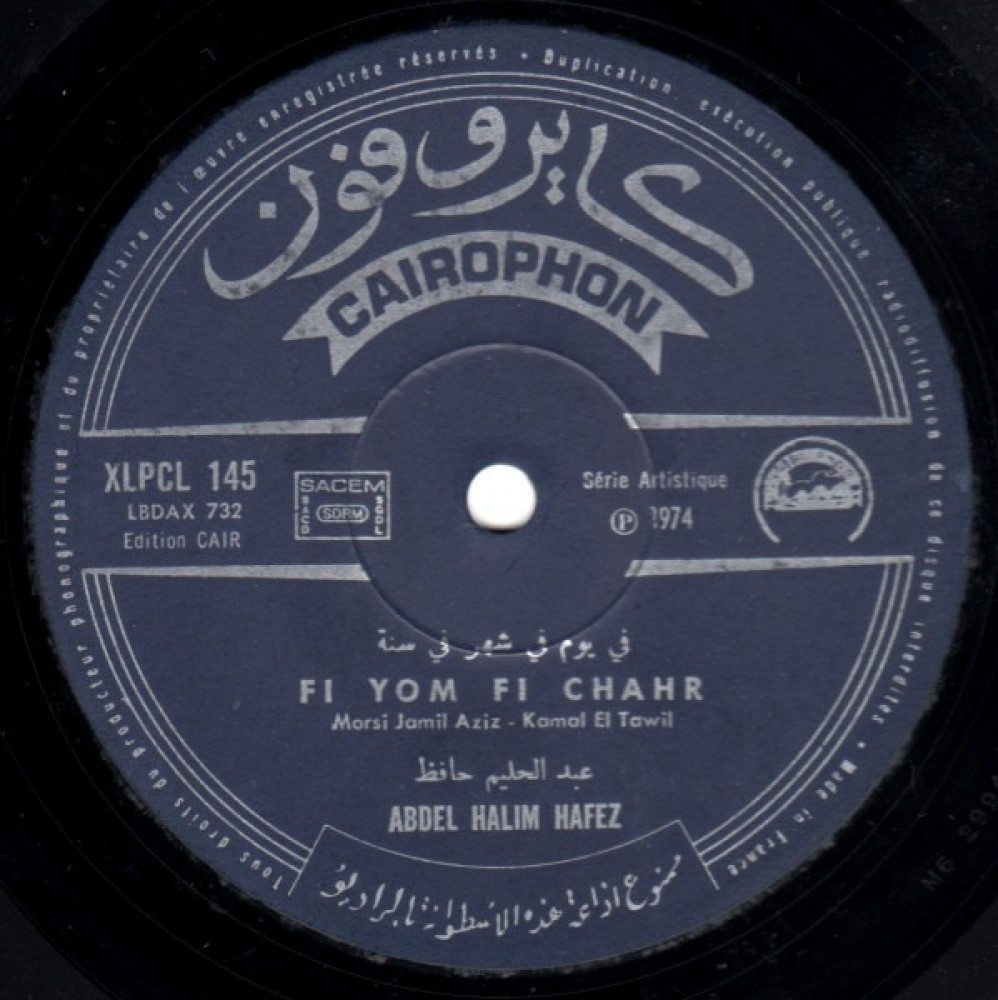 Tous droits du producteur phonographique et du propriétaire de l'œuvre enregistrée réservés • Duplication exécution publique radiodiffusion de ce disque interdites • Made in France
كايروفون
CAIROPHON
XLPCL 145
LBDAX 732
Edition CAIR
SACEM
SACD
SDRM
SGDL
Série Artistique
Ⓟ 1974
في يوم في شهر في سنة
FI YOM FI CHAHR
Morsi Jamil Aziz - Kamal El Tawil
عبد الحليم حافظ
ABDEL HALIM HAFEZ
ممنوع اذاعة هذه الأسطوانة بالراديو